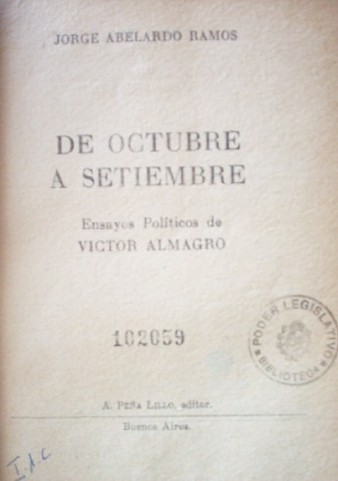 JORGE ABELARDO RAMOS
DE OCTUBRE
A SETIEMBRE
Ensayos Políticos de
VICTOR ALMAGRO
102059
PODER LEGISLATIVO
BIBLIOTECA
A. PEÑA LILLO, editor.
Buenos Aires.
I.A.C